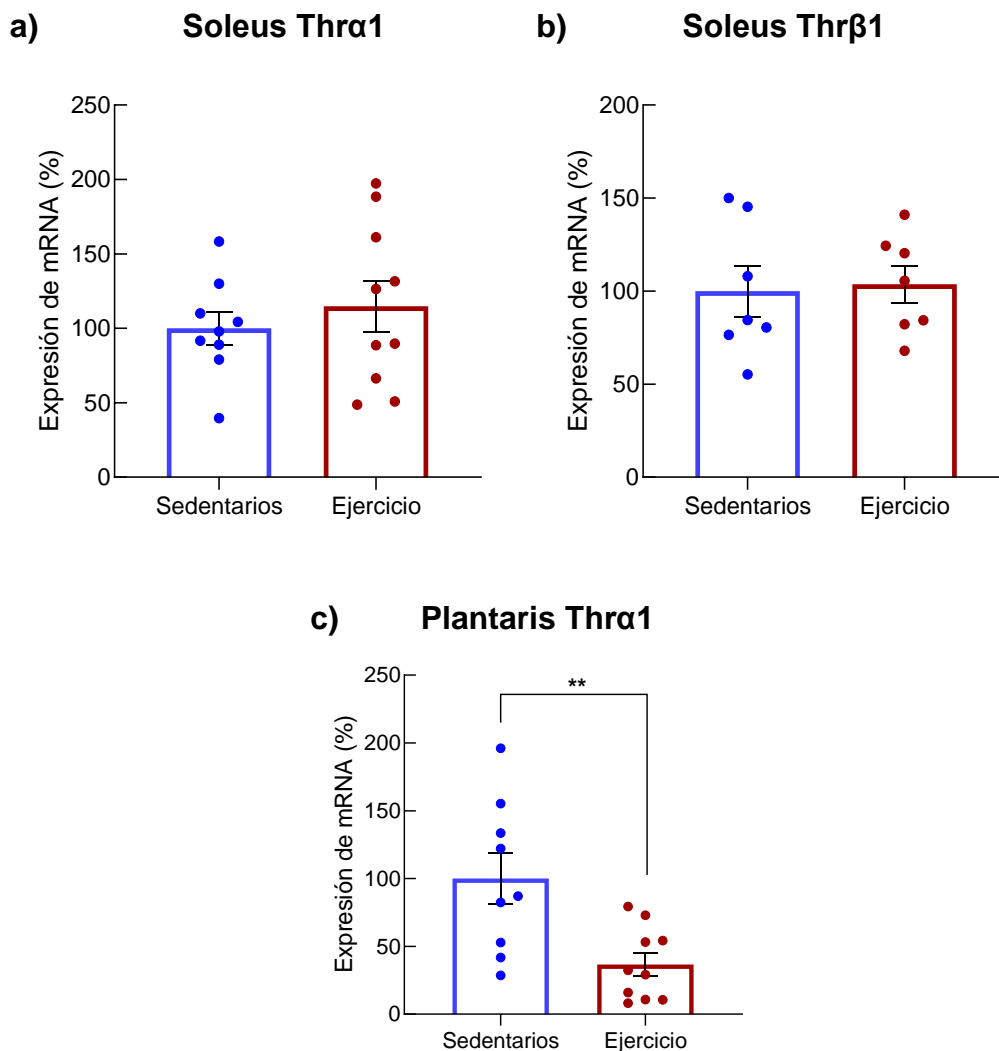 a) Soleus Thrα1
Expresión de mRNA (%)
250
200
150
100
50
0
Sedentarios Ejercicio
b) Soleus Thrβ1
Expresión de mRNA (%)
200
150
100
50
0
Sedentarios Ejercicio
c) Plantaris Thrα1
Expresión de mRNA (%)
250
200
150
100
50
0
**
Sedentarios Ejercicio